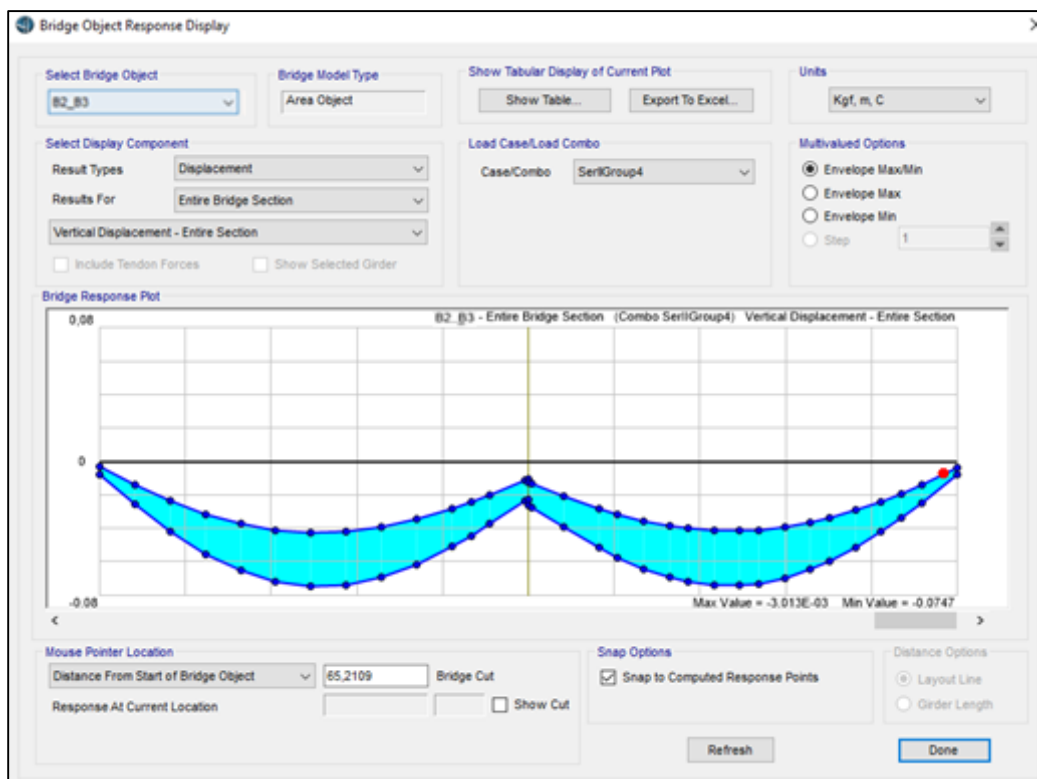 Bridge Object Response Display
Select Bridge Object
B2_B3
Bridge Model Type
Area Object
Show Tabular Display of Current Plot
Show Table...
Export To Excel...
Units
Kgf, m, C
Select Display Component
Result Types
Displacement
Results For
Entire Bridge Section
Vertical Displacement - Entire Section
Include Tendon Forces
Show Selected Girder
Load Case/Load Combo
Case/Combo
SerIIGroup4
Multivalued Options
Envelope Max/Min
Envelope Max
Envelope Min
Step
1
Bridge Response Plot
0,08
B2_B3 - Entire Bridge Section (Combo SerIIGroup4) Vertical Displacement - Entire Section
0
-0.08
Max Value = -3.013E-03 Min Value = -0.0747
Mouse Pointer Location
Distance From Start of Bridge Object
65,2109
Bridge Cut
Response At Current Location
Show Cut
Snap Options
Snap to Computed Response Points
Distance Options
Layout Line
Girder Length
Refresh
Done